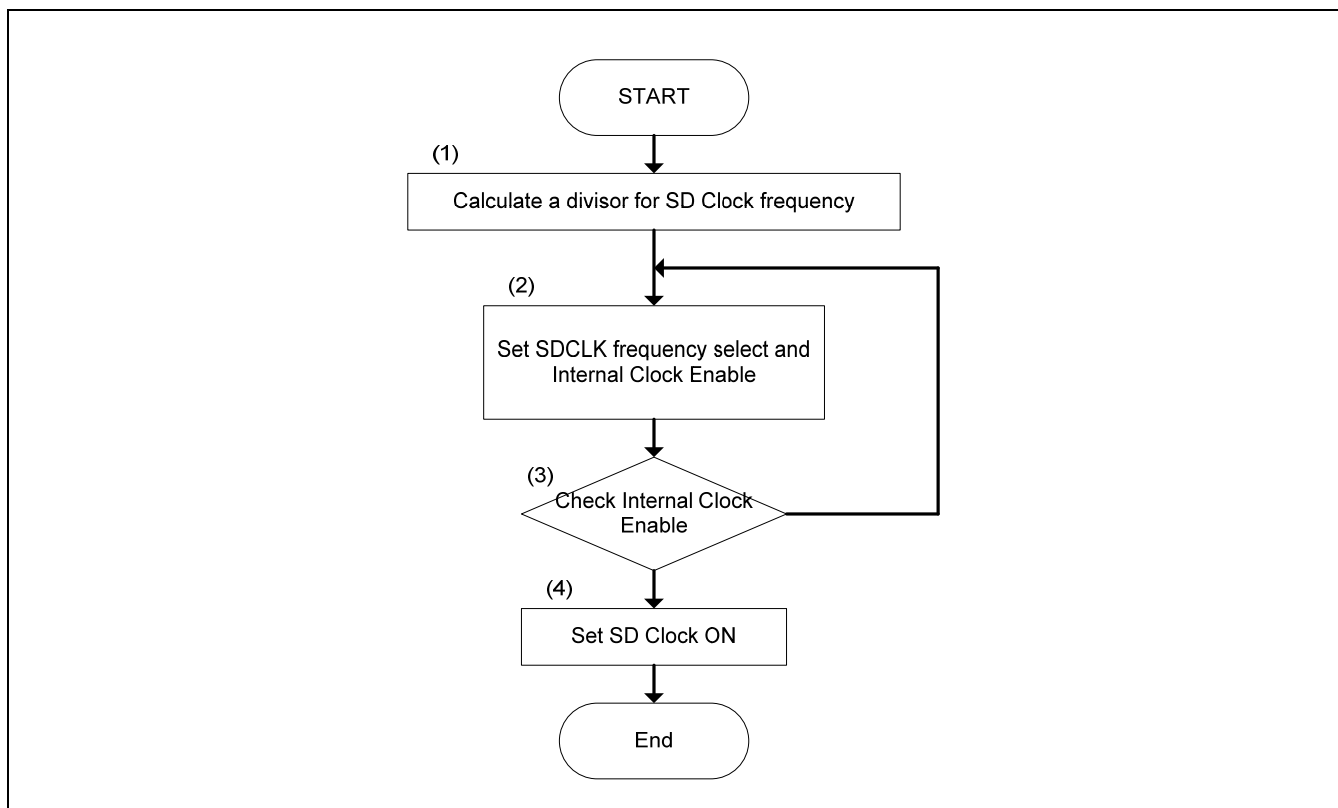 START
(1)
Calculate a divisor for SD Clock frequency
(2)
Set SDCLK frequency select and
Internal Clock Enable
(3)
Check Internal Clock
Enable
(4)
Set SD Clock ON
End